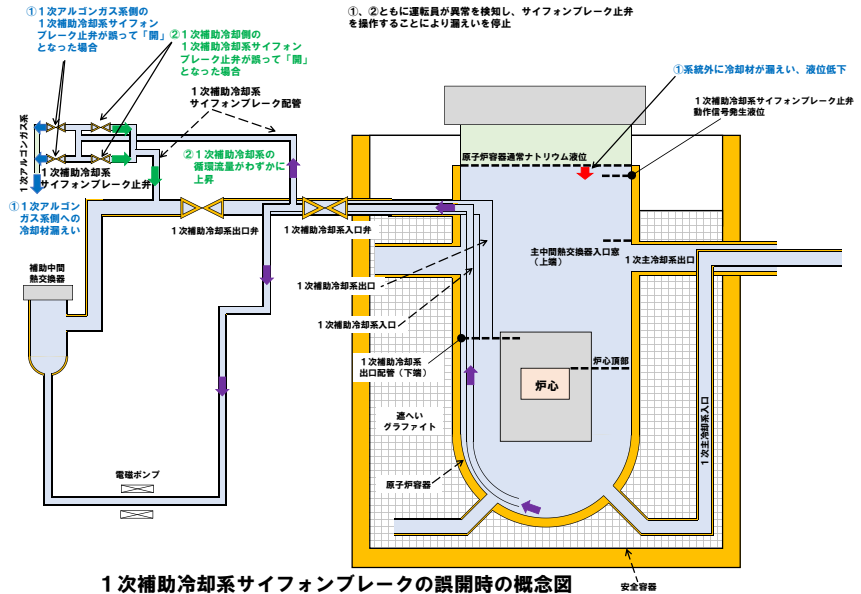 ①１次アルゴンガス系側の
１次補助冷却系サイフォン
ブレーク止弁が誤って「開」
となった場合
②１次補助冷却側の
１次補助冷却系サイフォン
ブレーク止弁が誤って「開」
となった場合
①、②ともに運転員が異常を検知し、サイフォンブレーク止弁
を操作することにより漏えいを停止
①系統外に冷却材が漏えい、液位低下
１次補助冷却系サイフォンブレーク止弁
動作信号発生液位
１次補助冷却系
サイフォンブレーク配管
１次アルゴンガス系
原子炉容器通常ナトリウム液位
②１次補助冷却系の
循環流量がわずかに
上昇
１次補助冷却系
サイフォンブレーク止弁
①１次アルゴン
ガス系側への
冷却材漏えい
１次補助冷却系出口弁
１次補助冷却系入口弁
主中間熱交換器入口窓
（上端）
１次主冷却系出口
補助中間
熱交換器
１次補助冷却系出口
１次補助冷却系入口
１次補助冷却系
出口配管（下端）
炉心頂部
炉心
遮へい
グラファイト
１次主冷却系入口
電磁ポンプ
原子炉容器
安全容器
１次補助冷却系サイフォンブレークの誤開時の概念図